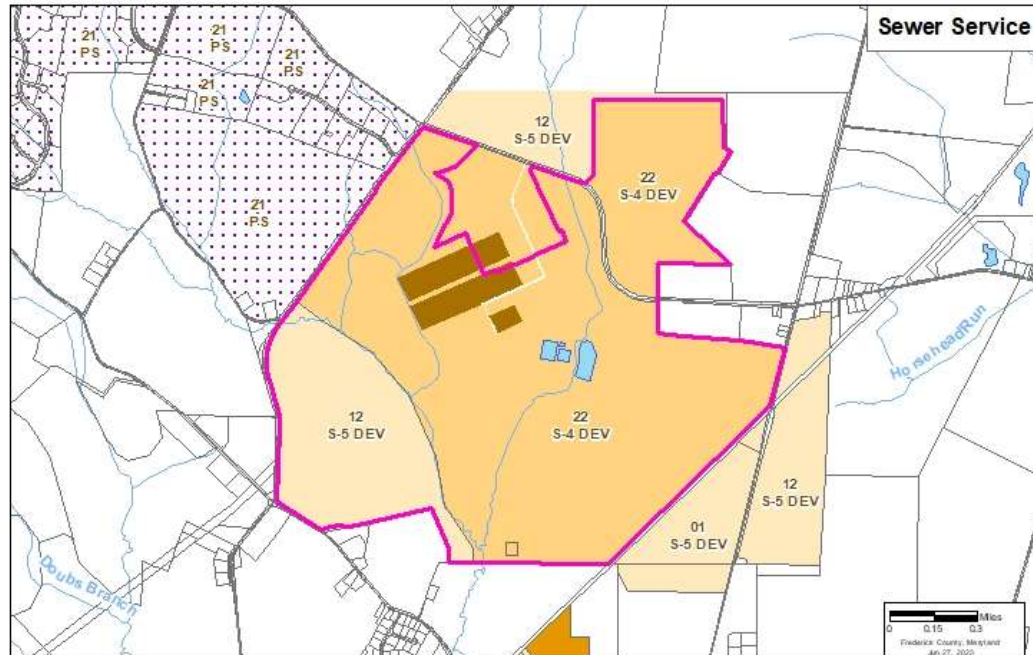 Sewer Service
21
PS
21
PS
21
PS
21
PS
21
PS
12
S-5 DEV
22
S-4 DEV
12
S-5 DEV
22
S-4 DEV
12
S-5 DEV
01
S-5 DEV
Horsehead Run
Doubs Branch
Miles
0 0.15 0.3
Frederick County, Maryland